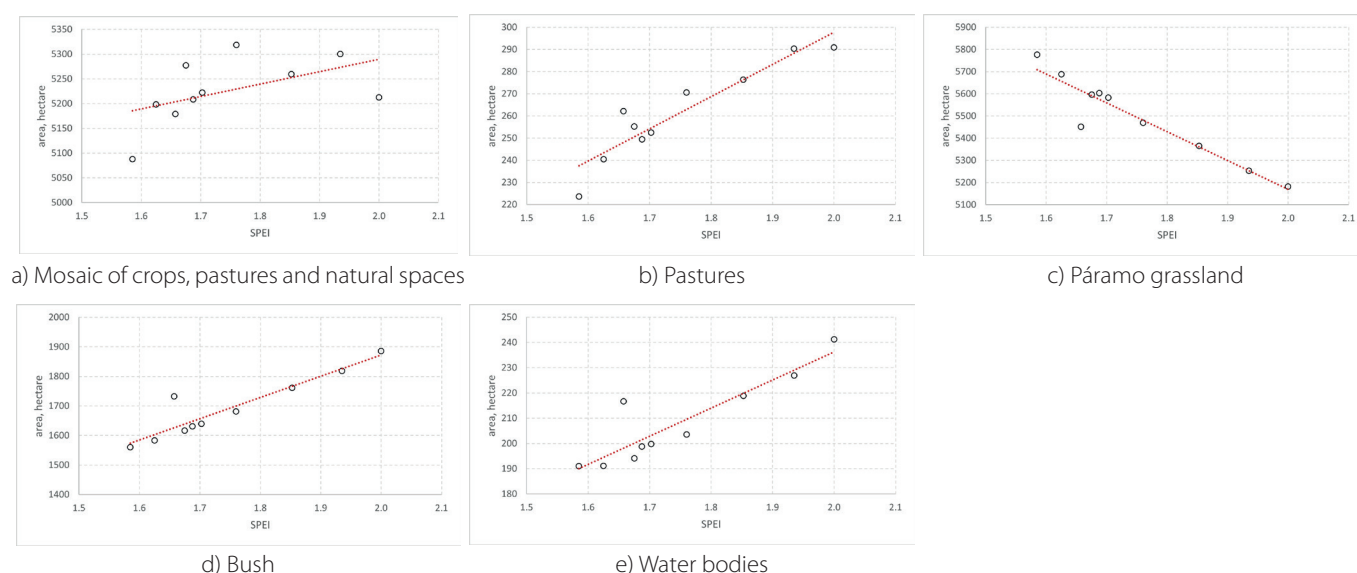 5350
5300
5250
5200
5150
5100
5050
5000
area, hectare
1.5 1.6 1.7 1.8 1.9 2.0 2.1
SPEI
a) Mosaic of crops, pastures and natural spaces
300
290
280
270
260
250
240
230
220
area, hectare
1.5 1.6 1.7 1.8 1.9 2.0 2.1
SPEI
b) Pastures
5900
5800
5700
5600
5500
5400
5300
5200
5100
area, hectare
1.5 1.6 1.7 1.8 1.9 2.0 2.1
SPEI
c) Páramo grassland
2000
1900
1800
1700
1600
1500
1400
area, hectare
1.5 1.6 1.7 1.8 1.9 2.0 2.1
SPEI
d) Bush
250
240
230
220
210
200
190
180
area, hectare
1.5 1.6 1.7 1.8 1.9 2.0 2.1
SPEI
e) Water bodies